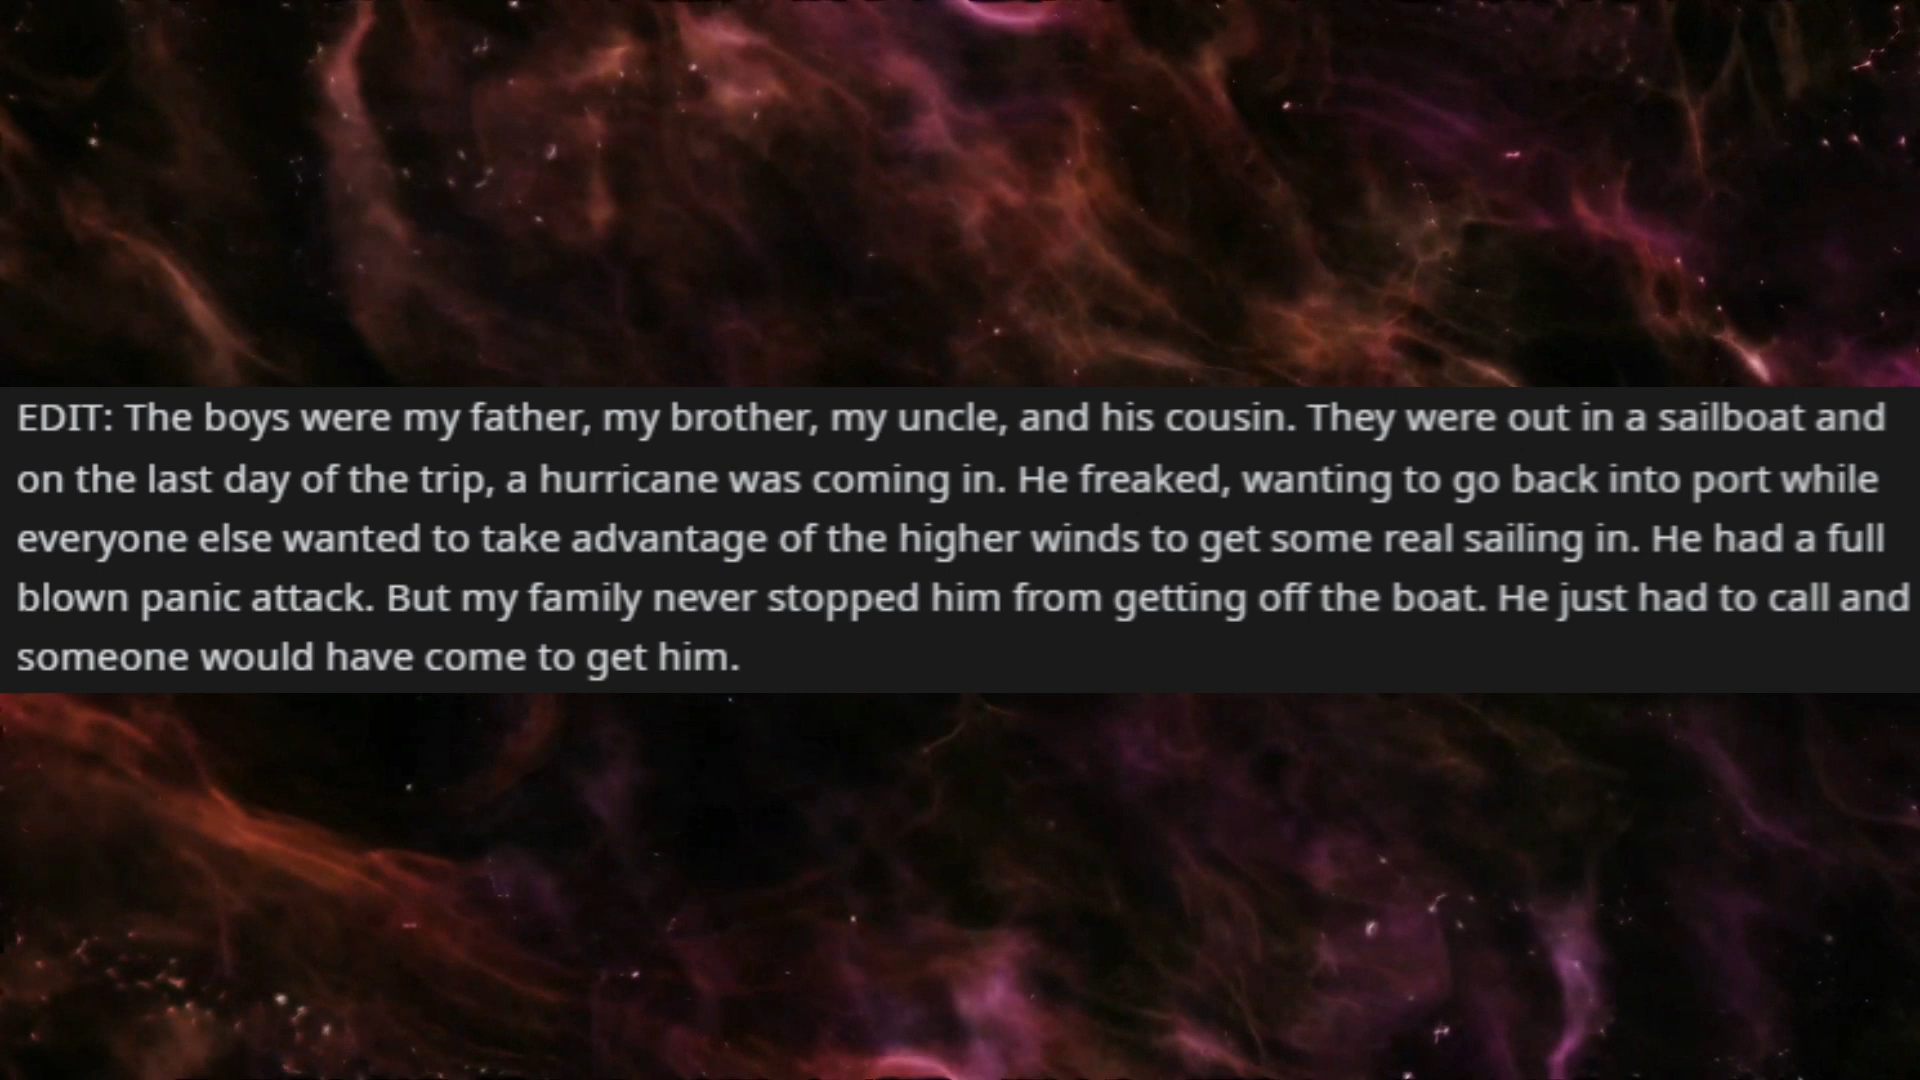 EDIT: The boys were my father, my brother, my uncle, and his cousin. They were out in a sailboat and
on the last day of the trip, a hurricane was coming in. He freaked, wanting to go back into port while
everyone else wanted to take advantage of the higher winds to get some real sailing in. He had a full
blown panic attack. But my family never stopped him from getting off the boat. He just had to call and
someone would have come to get him.